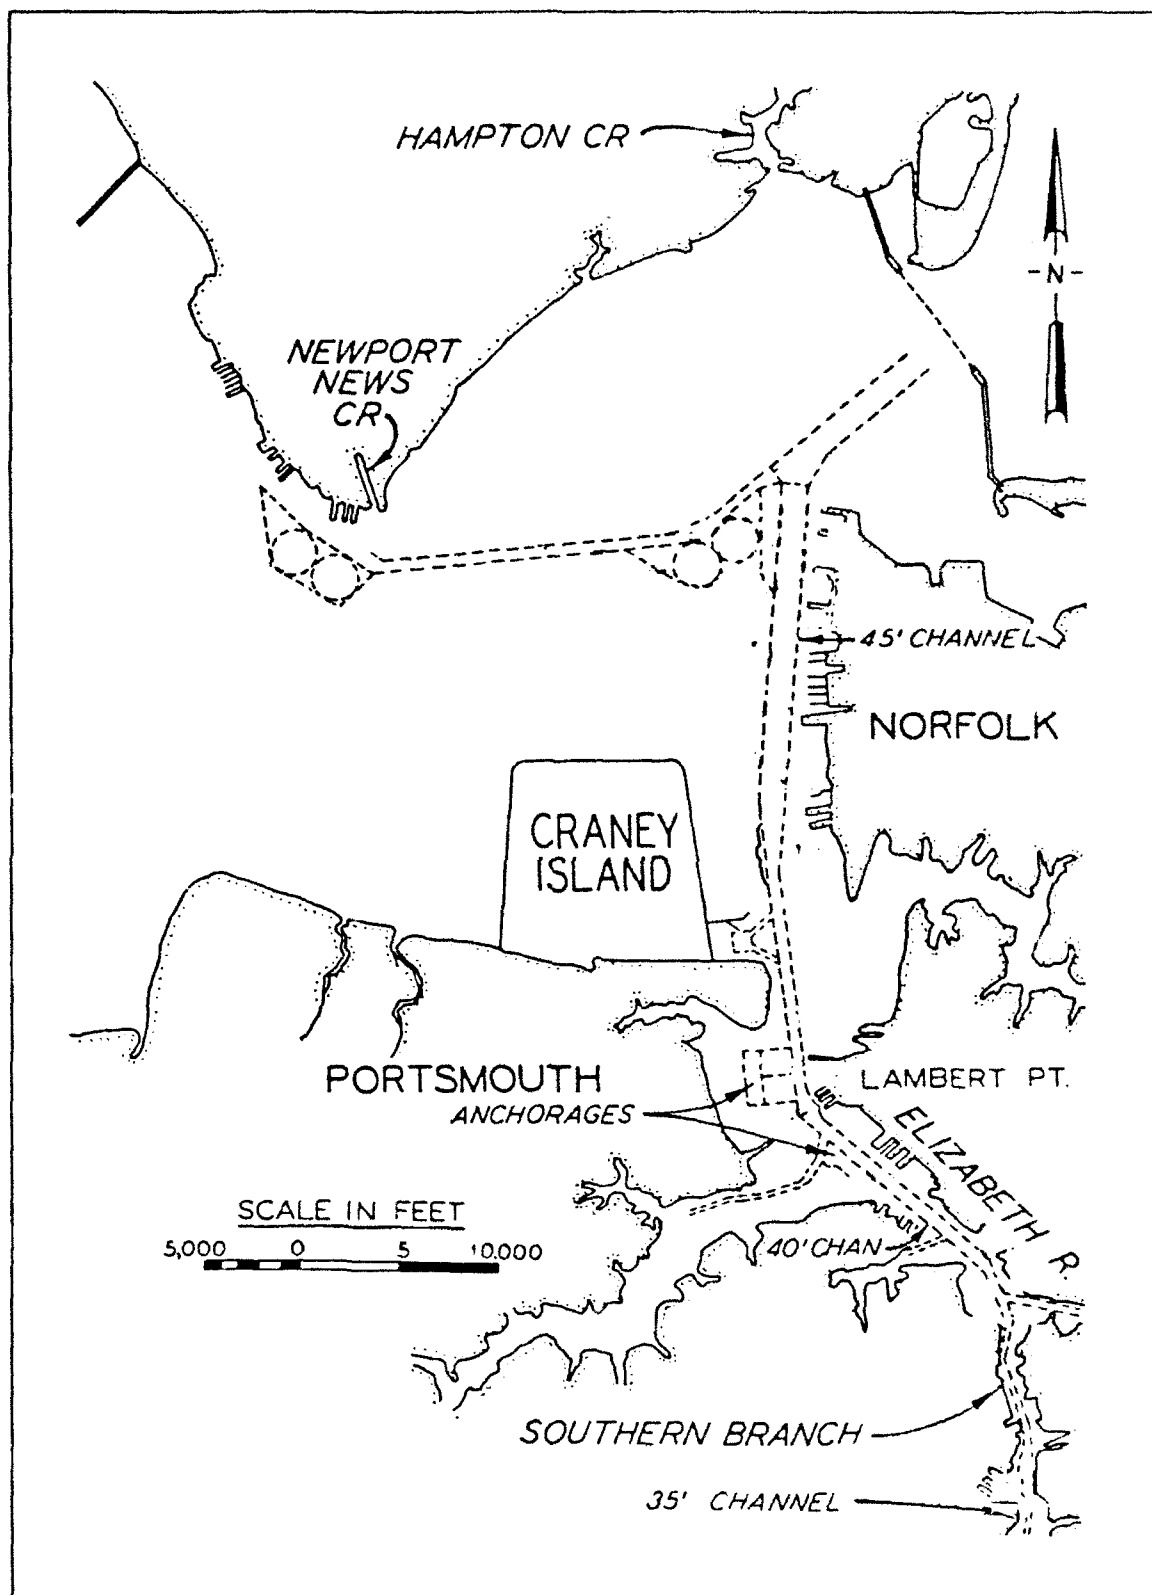 HAMPTON CR
-N-
NEWPORT
NEWS
CR
45' CHANNEL
NORFOLK
CRANEY
ISLAND
PORTSMOUTH
LAMBERT PT.
ANCHORAGES
ELIZABETH R.
SCALE IN FEET
5,000 0 5 10,000
40' CHAN
SOUTHERN BRANCH
35' CHANNEL